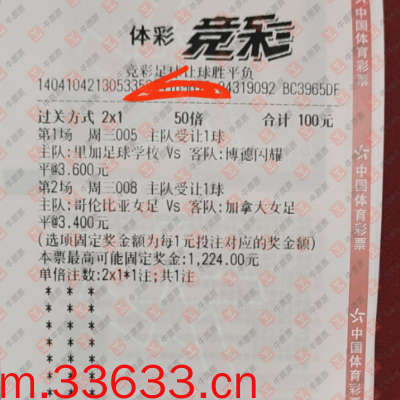 体彩 竞彩
竞彩足球让球胜平负
24319092 BC3965DF
过关方式 2x1 50倍 合计 100元
第1场 周三005 主队受让1球
主队:里加足球学校 Vs 客队:博德闪耀
平@3.600元
第2场 周三008 主队受让1球
主队:哥伦比亚女足 Vs 客队:加拿大女足
平@3.400元
(选项固定奖金额为每1元投注对应的奖金额)
本票最高可能固定奖金:1,224.00元
单倍注数:2x1*1注;共1注
* * *
* * *
* * *
* * *
* * *
* * *
m.33633.cn
中国体育彩票
中国体育彩票